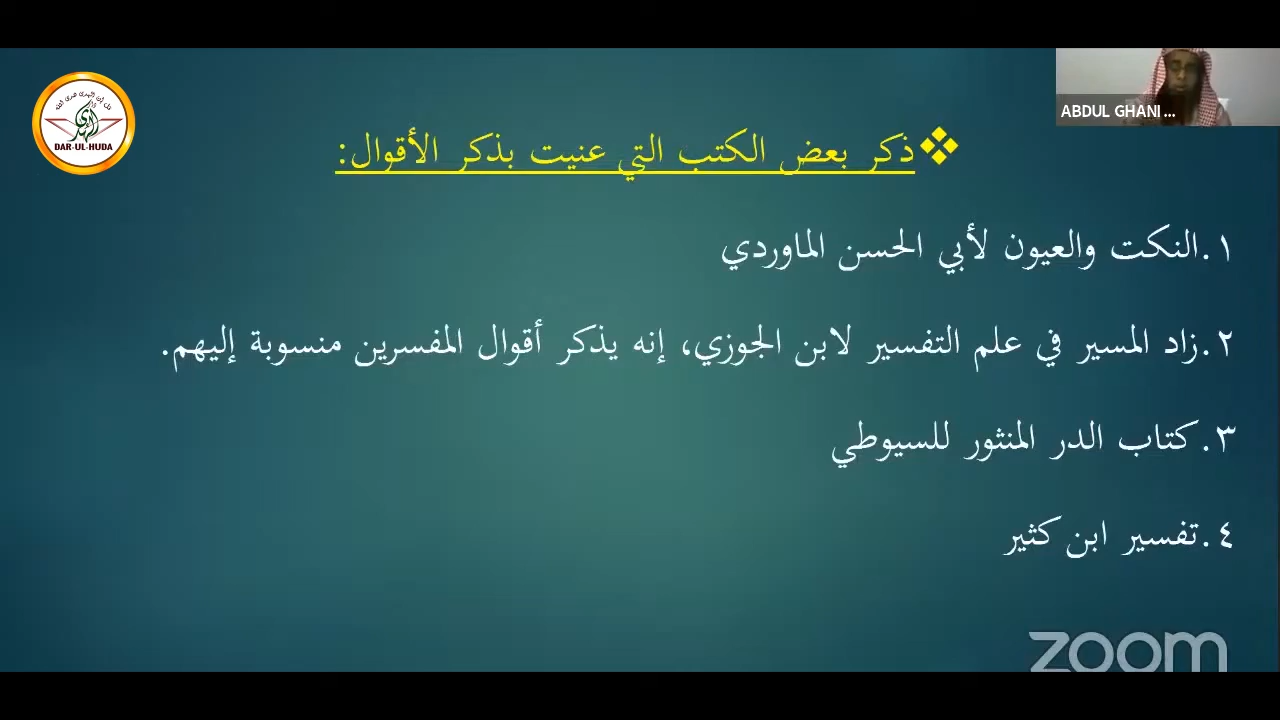 ABDUL GHANI ...
DAR-UL-HUDA
ذكر بعض الكتب التي عنيت بذكر الأقوال:
١.النكت والعيون لأبي الحسن الماوردي
٢.زاد المسير في علم التفسير لابن الجوزي، إنه يذكر أقوال المفسرين منسوبة إليهم.
٣.كتاب الدر المنثور للسيوطي
٤.تفسير ابن كثير
zoom